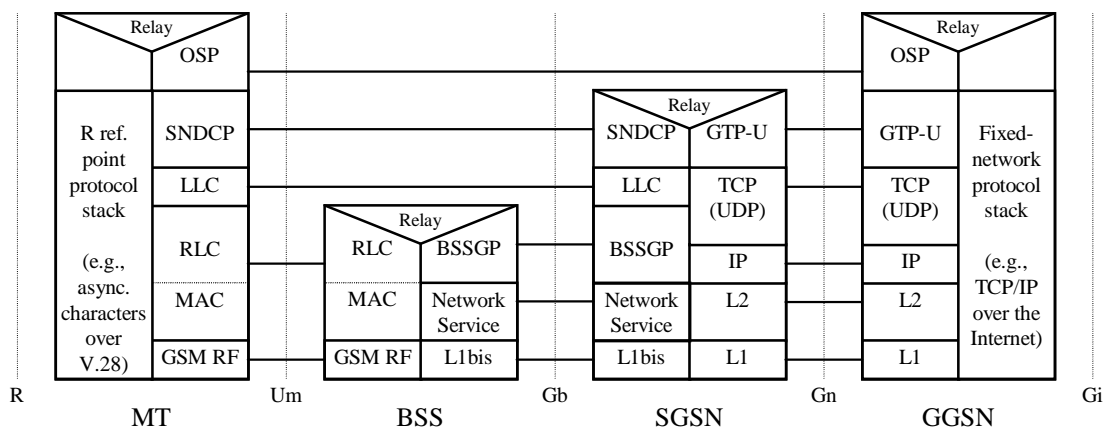 Relay
OSP
R ref.
point
protocol
stack
(e.g.,
async.
characters
over
V.28)
SNDCP
LLC
RLC
MAC
GSM RF
Relay
RLC
MAC
GSM RF
BSSGP
Network
Service
L1bis
Relay
SNDCP
LLC
BSSGP
Network
Service
L1bis
GTP-U
TCP
(UDP)
IP
L2
L1
Relay
OSP
GTP-U
TCP
(UDP)
IP
L2
L1
Fixed-
network
protocol
stack
(e.g.,
TCP/IP
over the
Internet)
R
Um
Gb
Gn
Gi
MT
BSS
SGSN
GGSN